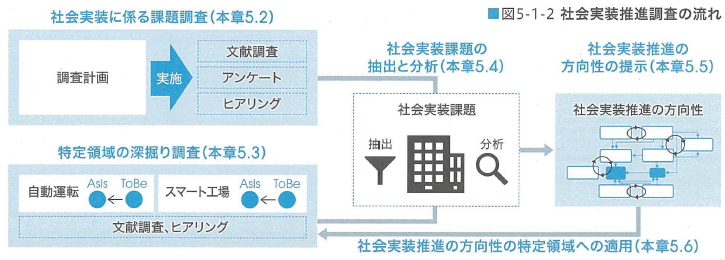 ■図5-1-2 社会実装推進調査の流れ
社会実装に係る課題調査(本章5.2)
調査計画
実施
文献調査
アンケート
ヒアリング
特定領域の深掘り調査(本章5.3)
自動運転
AsIs
ToBe
スマート工場
AsIs
ToBe
文献調査、ヒアリング
社会実装課題の
抽出と分析(本章5.4)
社会実装課題
抽出
分析
社会実装推進の
方向性の提示(本章5.5)
社会実装推進の方向性
社会実装推進の方向性の特定領域への適用(本章5.6)